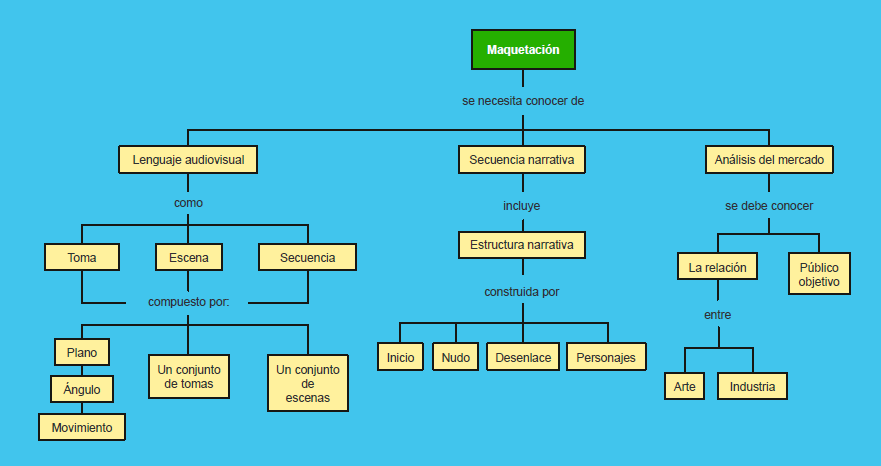 Maquetación
se necesita conocer de
Lenguaje audiovisual
Secuencia narrativa
Análisis del mercado
como
incluye
se debe conocer
Toma
Escena
Secuencia
Estructura narrativa
La relación
Público
objetivo
compuesto por:
construida por
entre
Plano
Ángulo
Movimiento
Un conjunto
de tomas
Un conjunto
de
escenas
Inicio
Nudo
Desenlace
Personajes
Arte
Industria